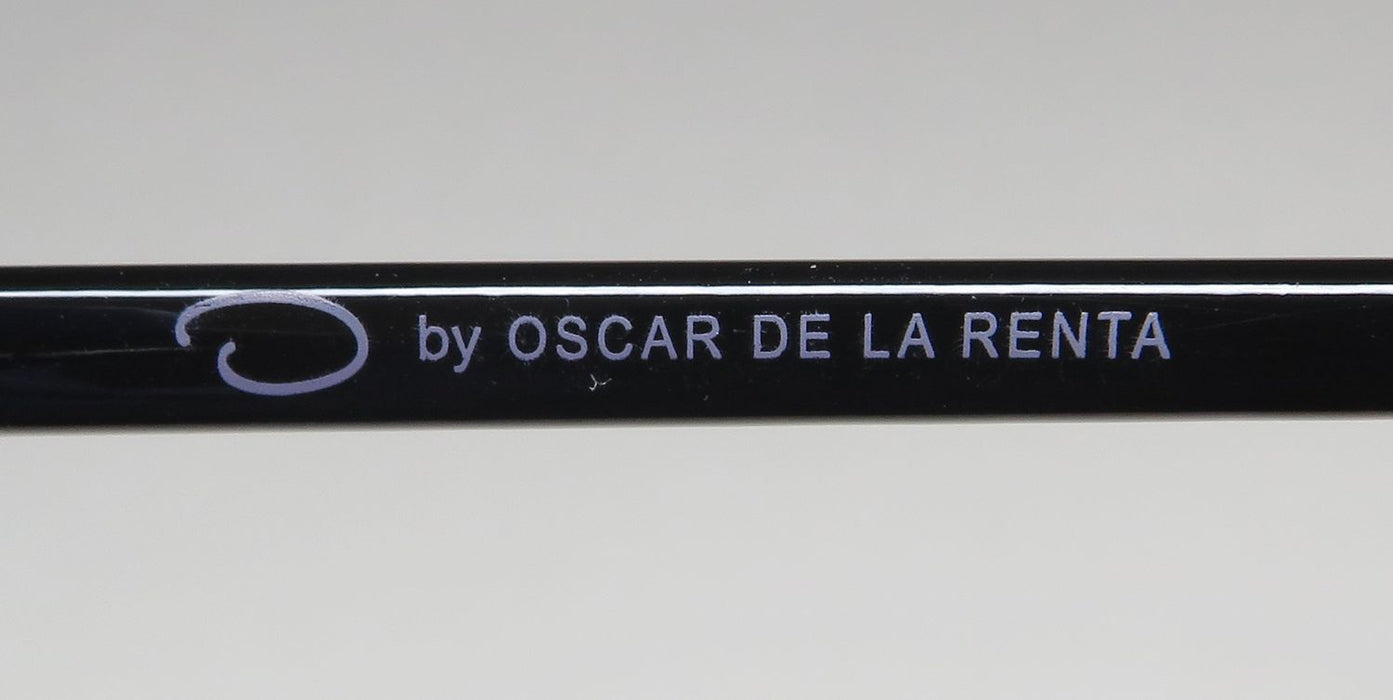 O by OSCAR DE LA RENTA